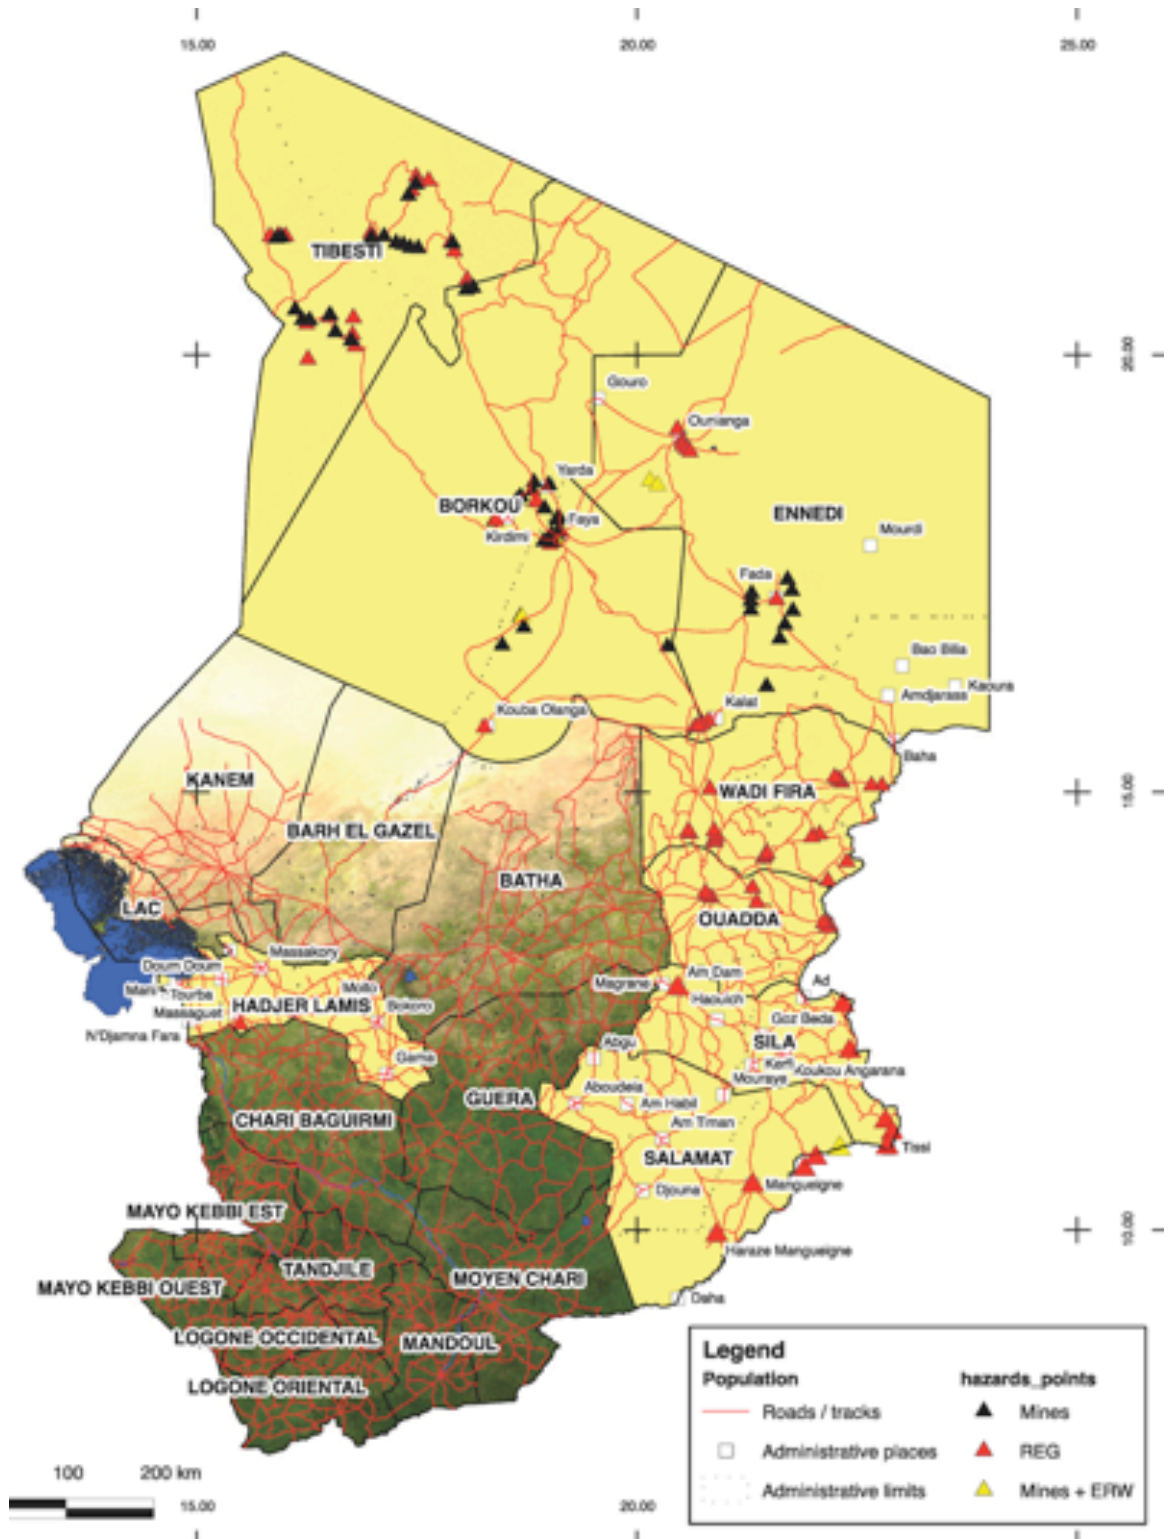 15.00
20.00
25.00
TIBESTI
20.00
Gouro
Ounianga
Yarda
BORKOU
Faya
Kirdimi
ENNEDI
Mourdi
Fada
Bao Billia
Kaoura
Amdjarass
Kouba Olanga
Kalat
Baha
KANEM
WADI FIRA
15.00
BARH EL GAZEL
BATHA
LAC
OUADDA
Massakory
Doum Doum
Magrane
Am Dam
Ad
Mani
Tourba
Moito
Haouich
HADJER LAMIS
Bokoro
Massaguet
Goz Beda
N'Djamna Fara
SILA
Abgu
Gama
Kerfi
Koukou Angarana
Mouraye
Aboudeia
GUERA
Am Habil
CHARI BAGUIRMI
Am Timan
Tissi
SALAMAT
Mangueigne
Djouna
MAYO KEBBI EST
10.00
Haraze Mangueigne
TANDJILE
MOYEN CHARI
MAYO KEBBI OUEST
Daha
LOGONE OCCIDENTAL
MANDOUL
LOGONE ORIENTAL
Legend
Population
hazards_points
Roads / tracks
Mines
Administrative places
REG
Administrative limits
Mines + ERW
100
200 km
15.00
20.00